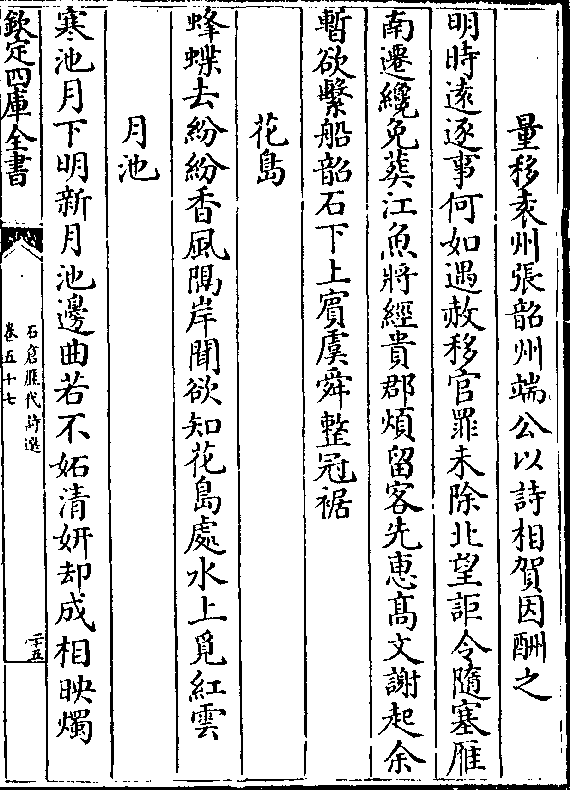 量移袁州張韶州端公以詩相賀因酬之
明時逺逐事何如遇赦移官罪未除北望詎令隨塞雁
南遷纔免葬江魚將經貴郡煩留客先恵髙文謝起余
暫欲繫船韶石下上賓虞舜整冠裾
花島
蜂蝶去紛紛香風隔岸聞欲知花島處水上覓紅雲
月池
寒池月下明新月池邊曲若不妬清妍却成相映燭
欽定四庫全書
石倉歴代詩選
卷五十七
二十五